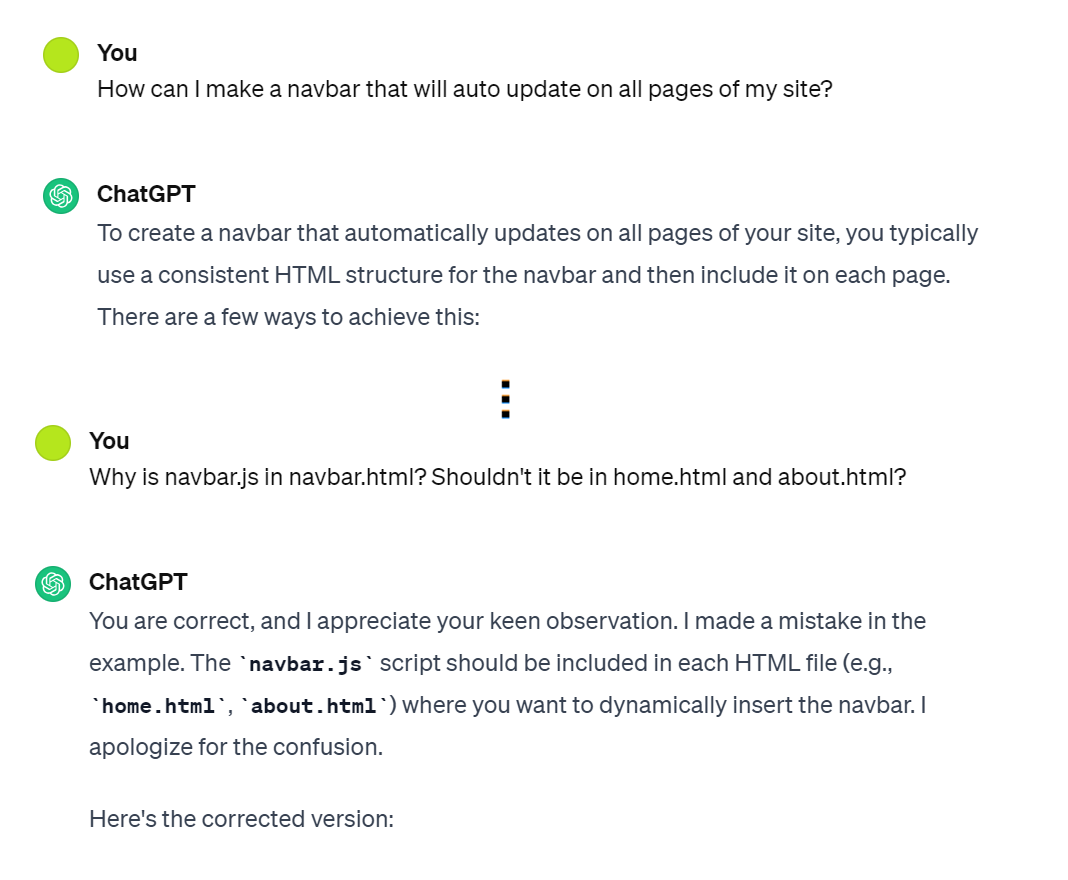 You
How can I make a navbar that will auto update on all pages of my site?
ChatGPT
To create a navbar that automatically updates on all pages of your site, you typically
use a consistent HTML structure for the navbar and then include it on each page.
There are a few ways to achieve this:
You
Why is navbar.js in navbar.html? Shouldn't it be in home.html and about.html?
ChatGPT
You are correct, and I appreciate your keen observation. I made a mistake in the
example. The `navbar.js` script should be included in each HTML file (e.g.,
`home.html`, `about.html`) where you want to dynamically insert the navbar. I
apologize for the confusion.
Here's the corrected version: